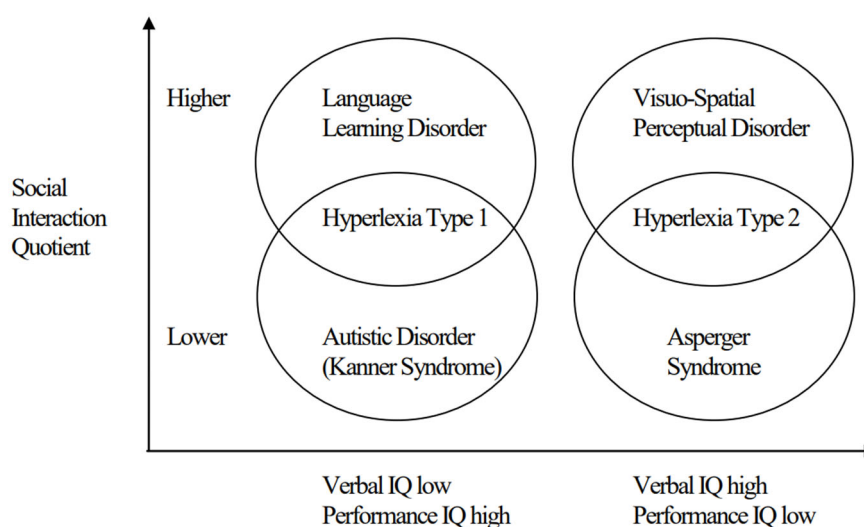 Higher
Language
Learning Disorder
Visuo-Spatial
Perceptual Disorder
Social
Interaction
Quotient
Hyperlexia Type 1
Hyperlexia Type 2
Lower
Autistic Disorder
(Kanner Syndrome)
Asperger
Syndrome
Verbal IQ low
Performance IQ high
Verbal IQ high
Performance IQ low